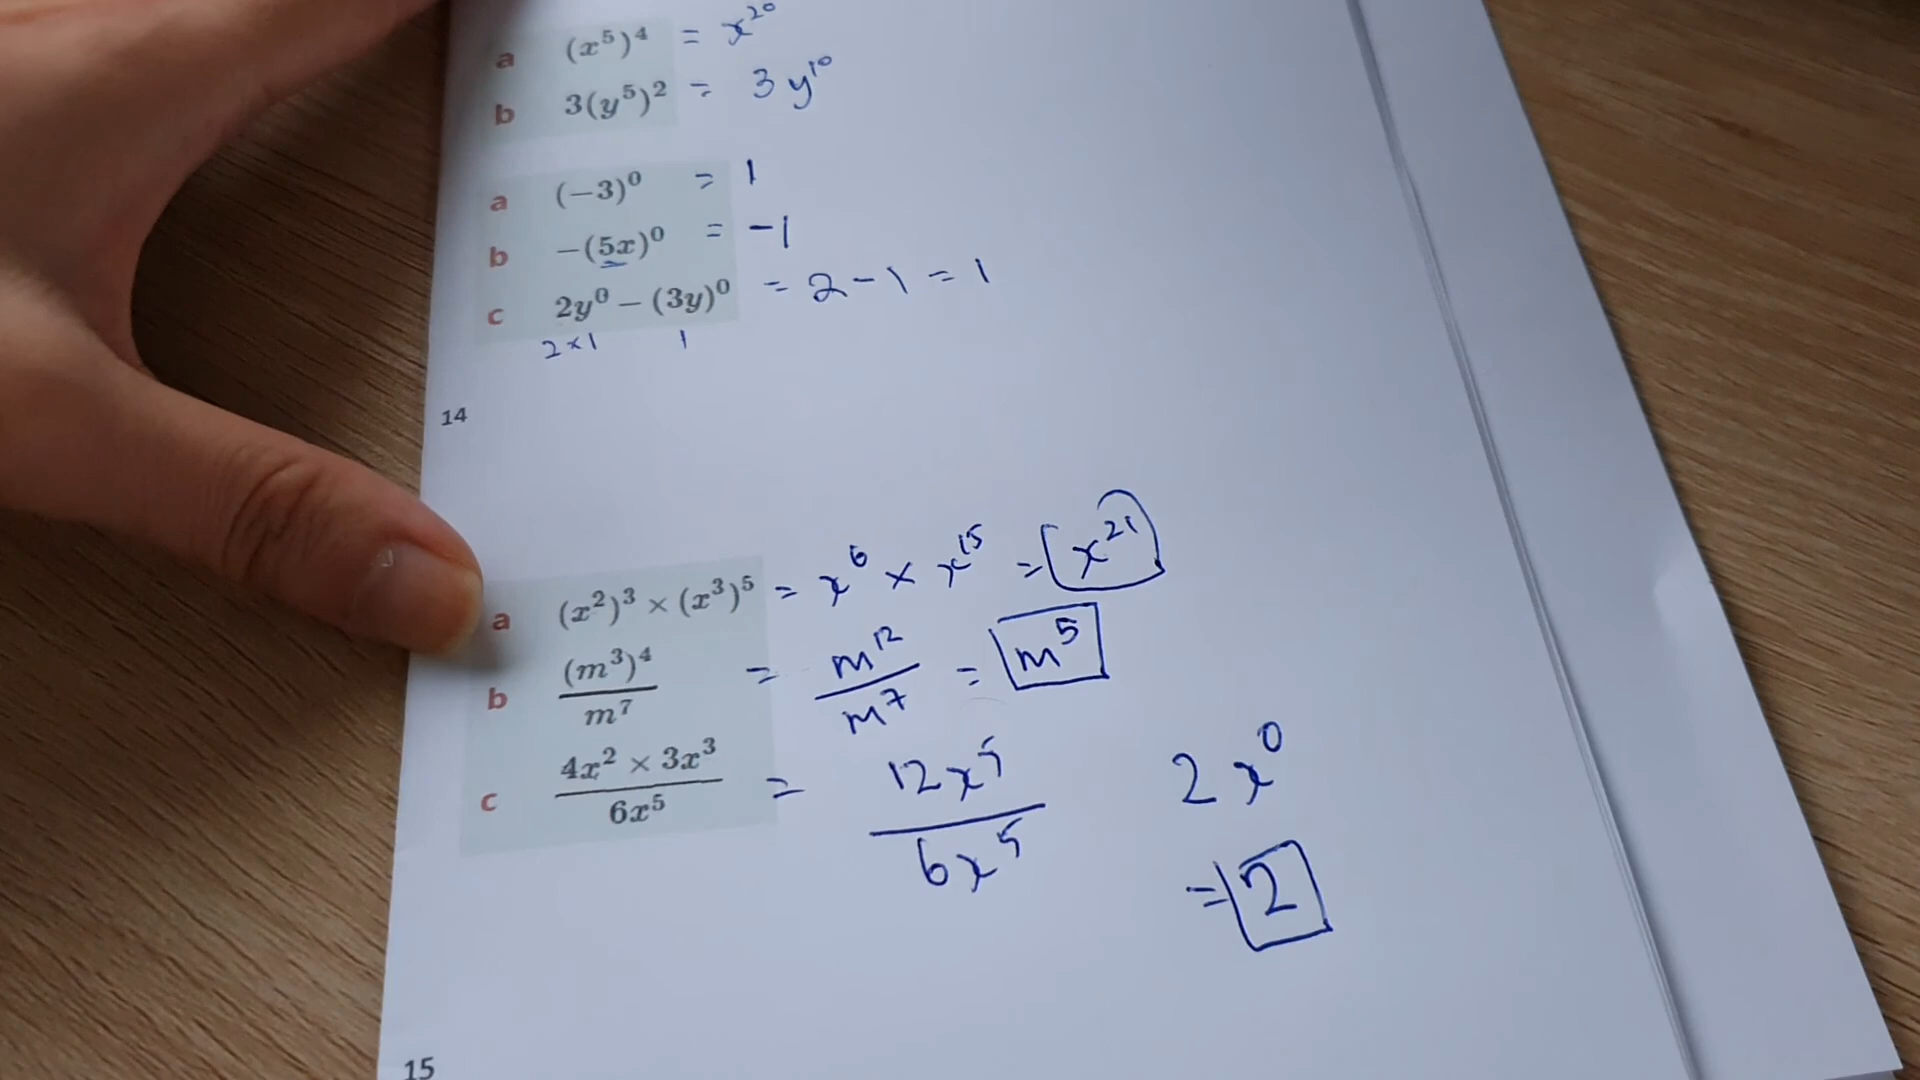 a (x⁵)⁴ = x²⁰
b 3(y⁵)² = 3y¹⁰
a (−3)⁰ = 1
b −(5x)⁰ = −1
c 2y⁰ − (3y)⁰ = 2 − 1 = 1
2×1 1
14
a (x²)³ × (x³)⁵ = x⁶ × x¹⁵ = x²¹
b (m³)⁴/m⁷ = m¹²/m⁷ = m⁵
c 4x² × 3x³/6x⁵ = 12x⁵/6x⁵ 2x⁰
= 2
15